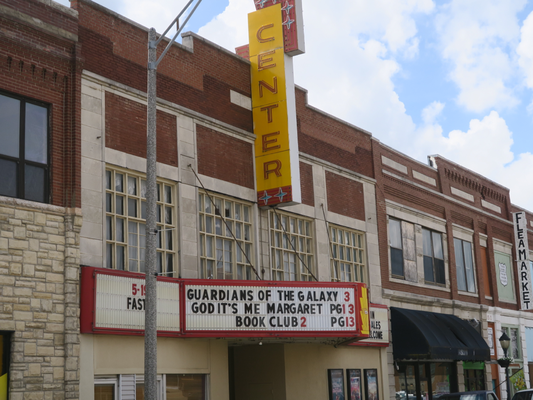 CENTER
5-19
FAST
GUARDIANS OF THE GALAXY 3
GOD IT'S ME MARGARET PG13
BOOK CLUB 2 PG13
FLEAMARKET